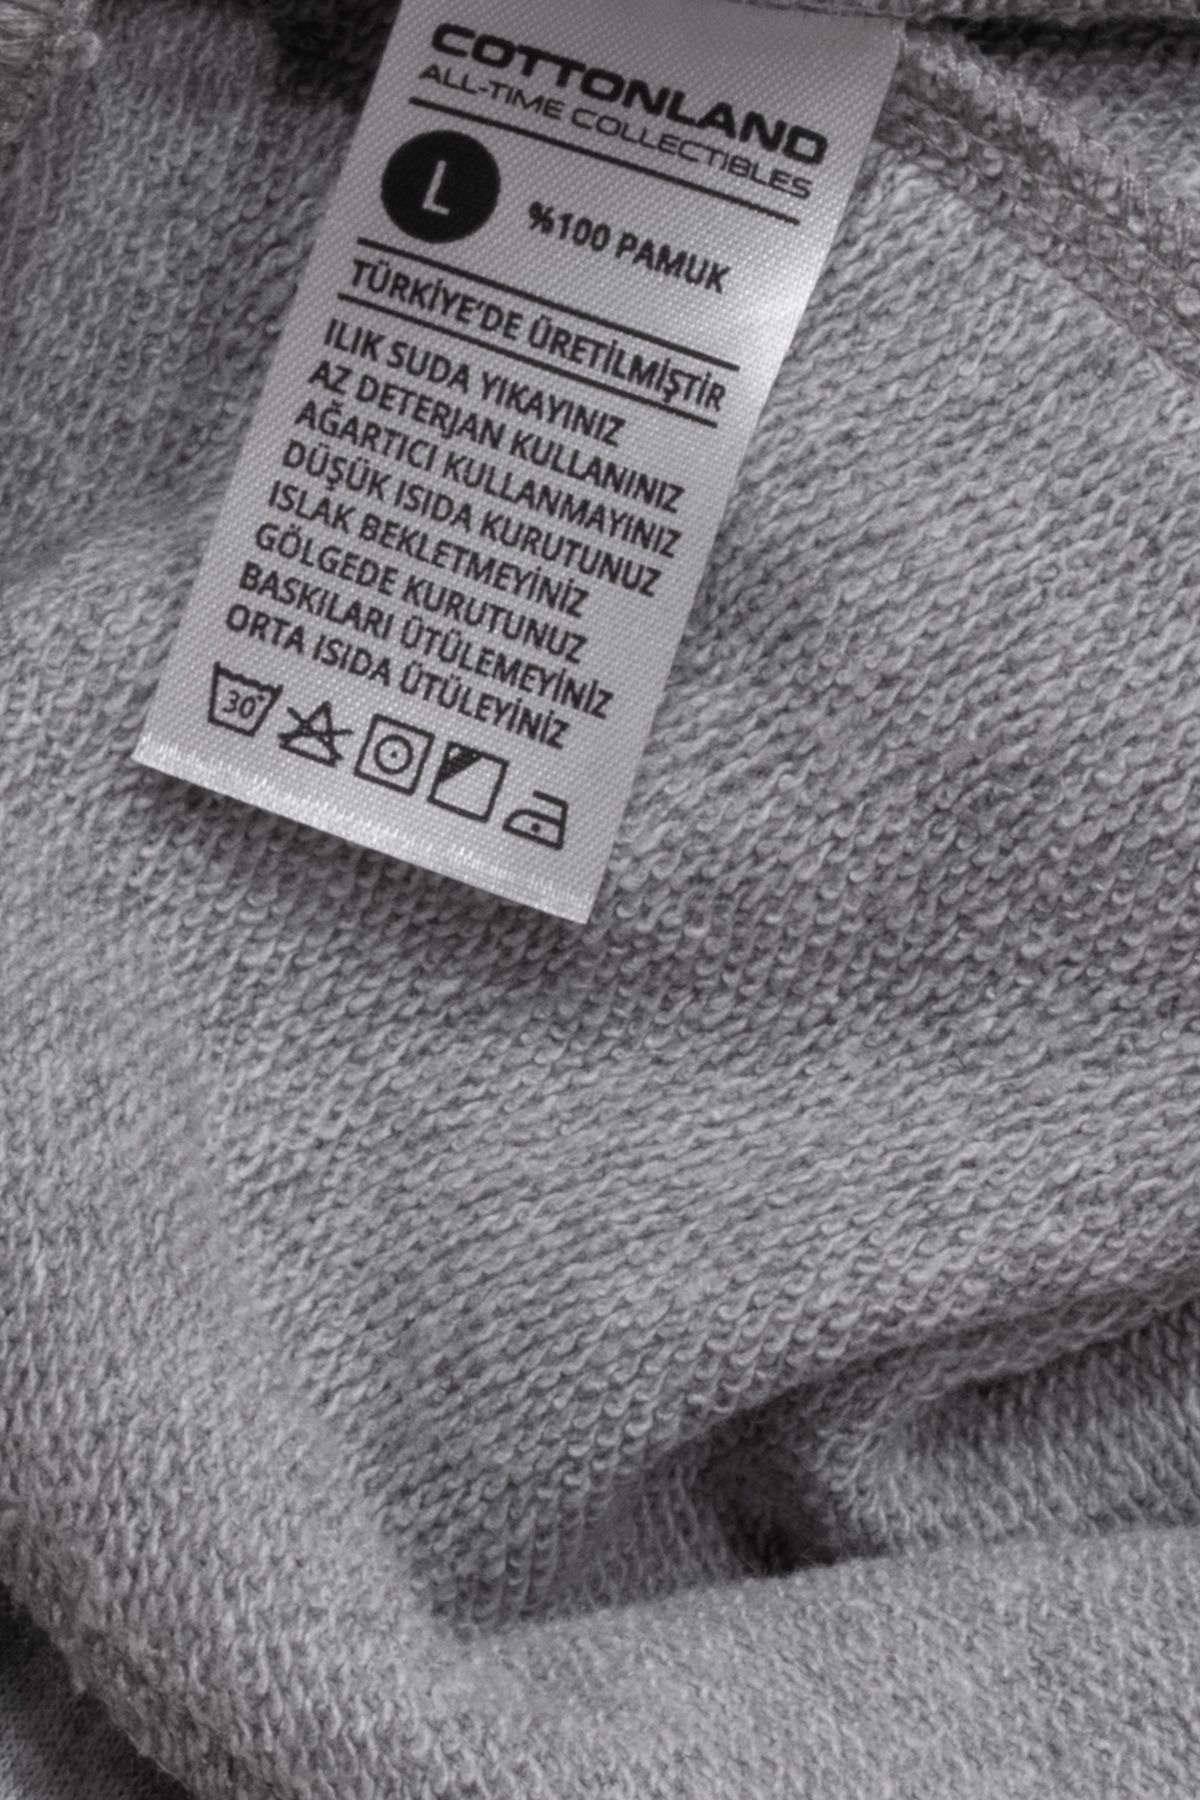 COTTONLAND
ALL-TIME COLLECTIBLES
L
%100 PAMUK
TÜRKİYE'DE ÜRETİLMİŞTİR
ILIK SUDA YIKAYINIZ
AZ DETERJAN KULLANINIZ
AĞARTICI KULLANMAYINIZ
DÜŞÜK ISIDA KURUTUNUZ
ISLAK BEKLETMEYİNİZ
GÖLGEDE KURUTUNUZ
BASKILARI ÜTÜLEMEYİNİZ
ORTA ISIDA ÜTÜLEYİNİZ
30°